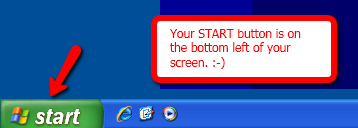 Your START button is on
the bottom left of your
screen. :-)
start